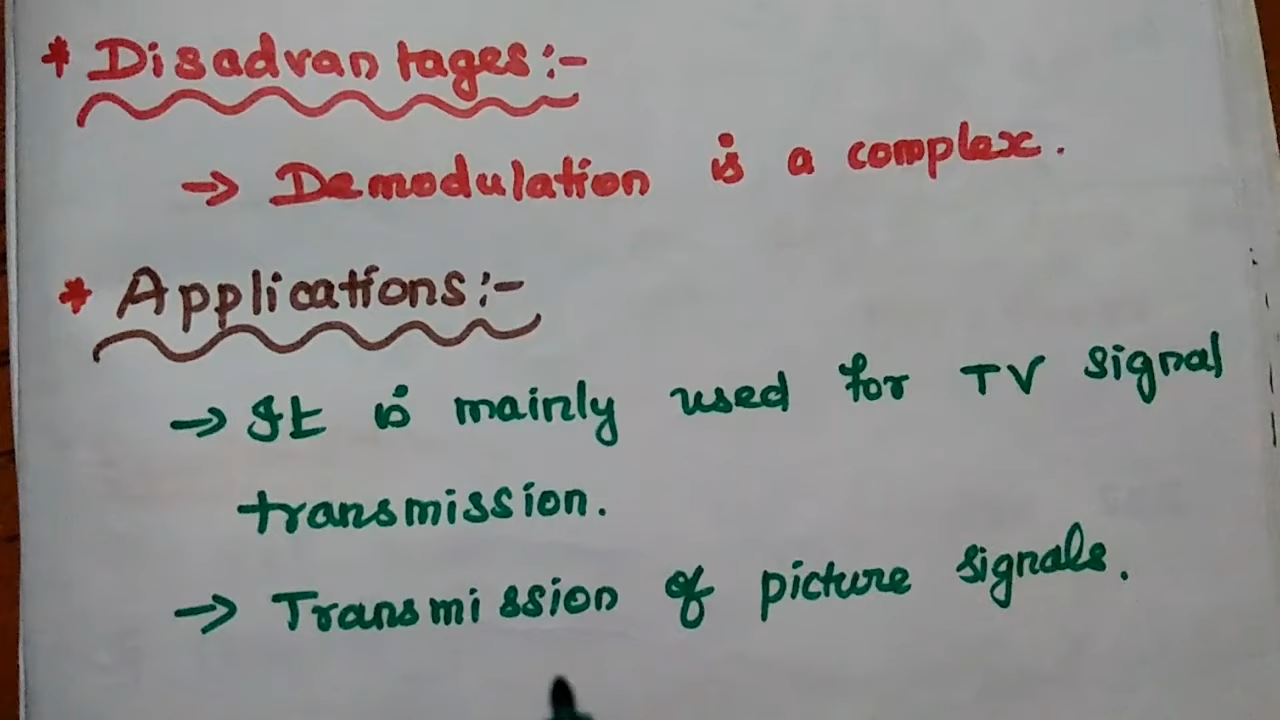 * Disadvantages:-
→ Demodulation is a complex.
* Applications:-
→ It is mainly used for TV signal
transmission.
→ Transmission of picture signals.